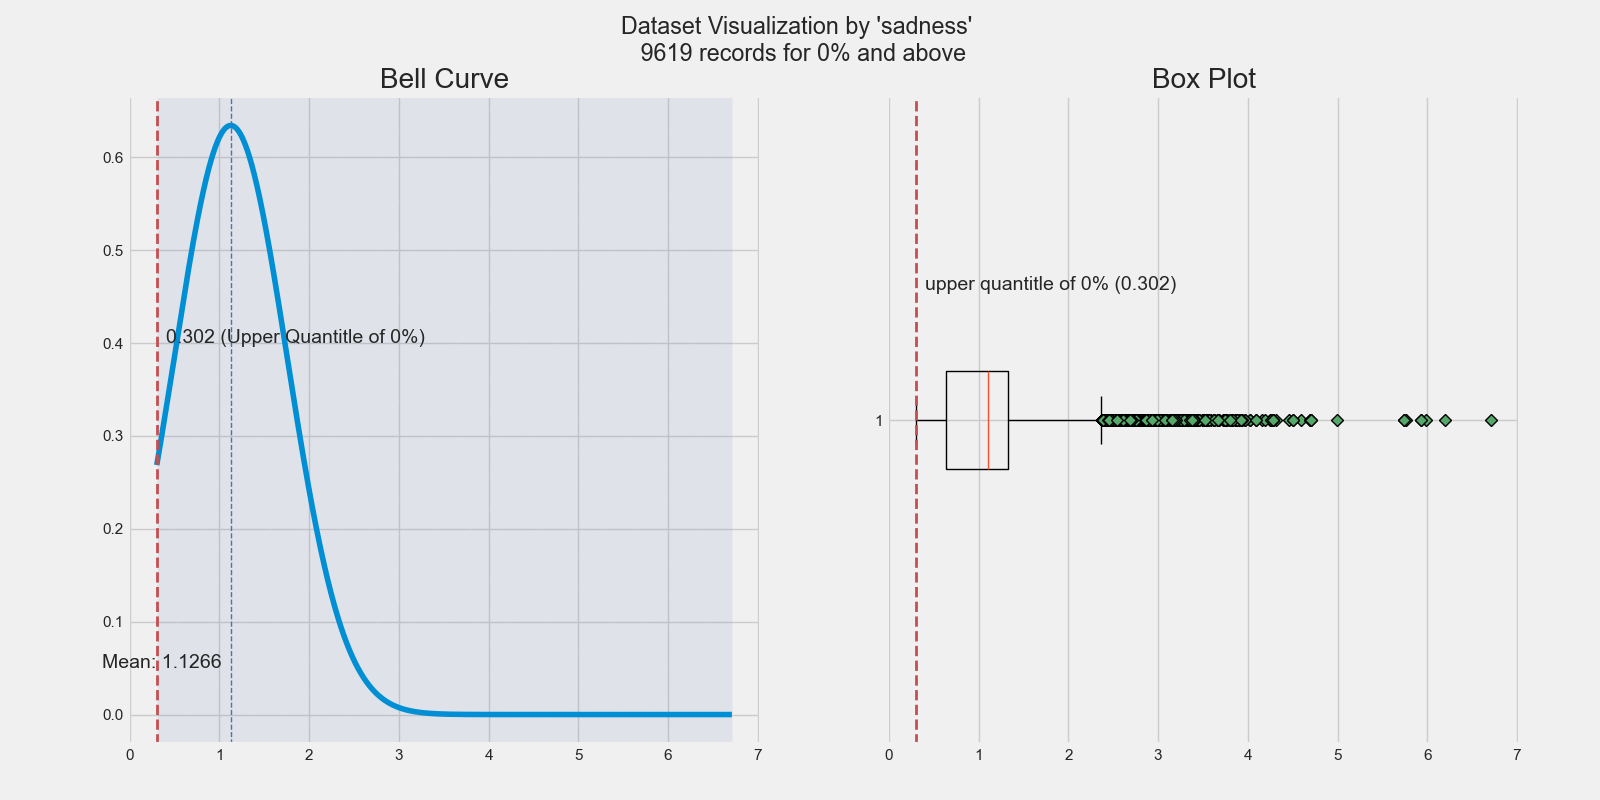 Dataset Visualization by 'sadness'
9619 records for 0% and above
Bell Curve
0.6
0.5
0.4
0.3
0.2
0.1
0.0
0.302 (Upper Quantitle of 0%)
Mean: 1.1266
0 1 2 3 4 5 6 7
Box Plot
upper quantitle of 0% (0.302)
1
0 1 2 3 4 5 6 7